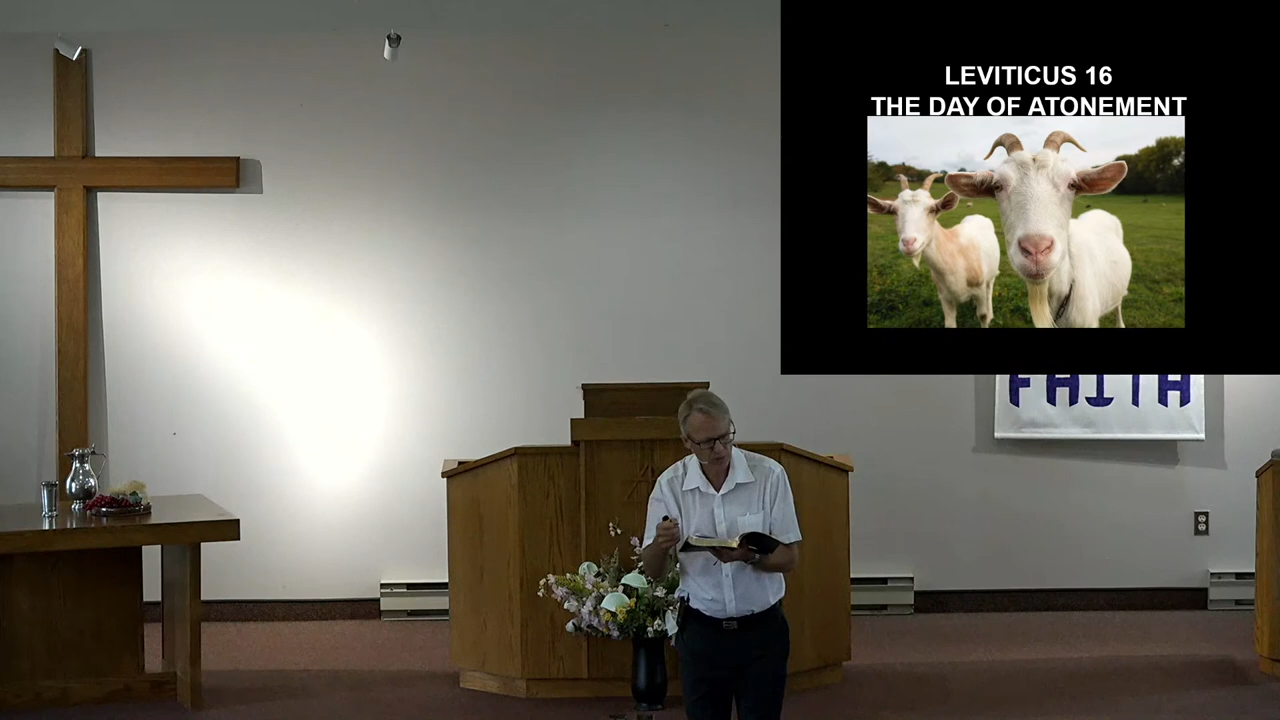 LEVITICUS 16
THE DAY OF ATONEMENT
FAITH